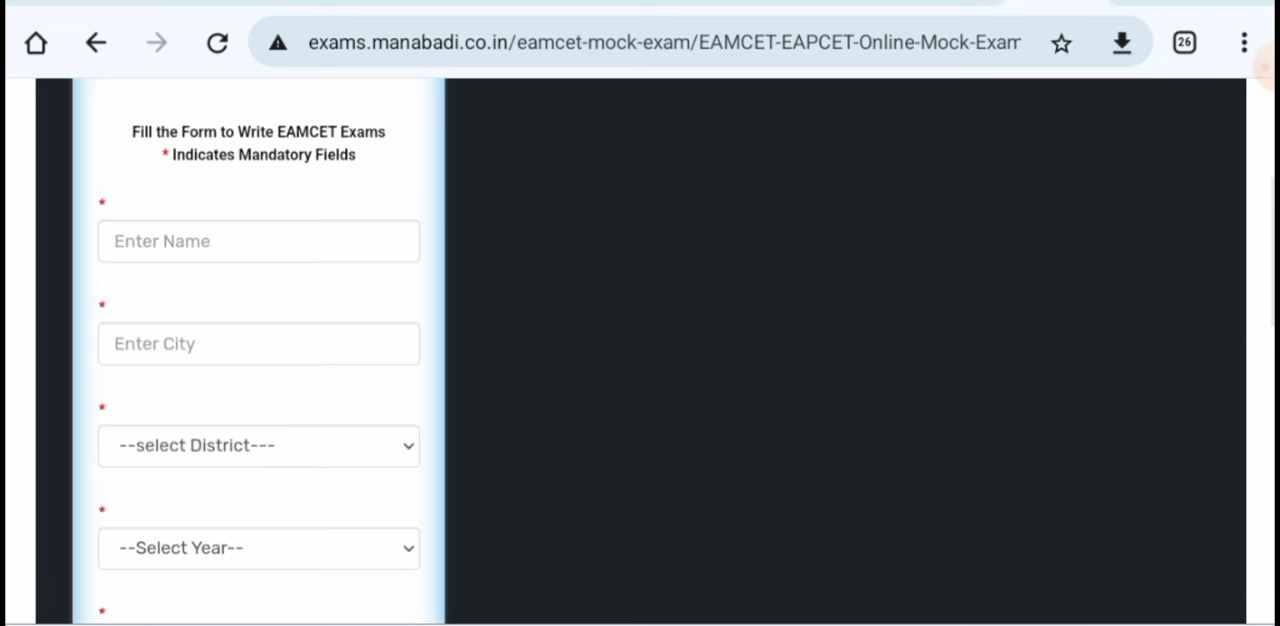 exams.manabadi.co.in/eamcet-mock-exam/EAMCET-EAPCET-Online-Mock-Exam
26
Fill the Form to Write EAMCET Exams
* Indicates Mandatory Fields
*
Enter Name
*
Enter City
*
--select District---
*
--Select Year--
*